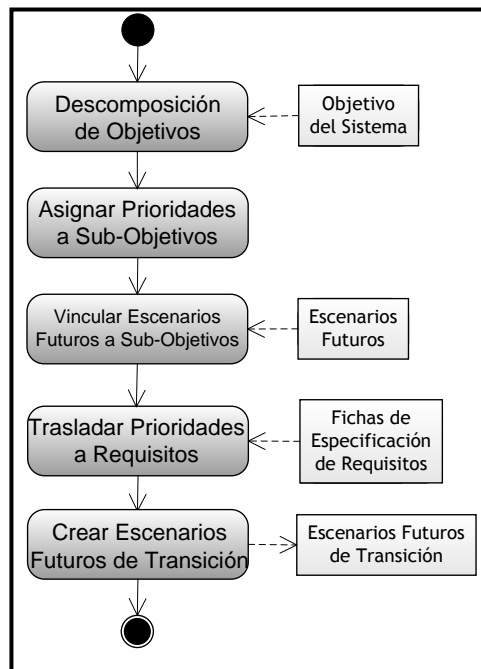 Descomposición
de Objetivos
Objetivo
del Sistema
Asignar Prioridades
a Sub-Objetivos
Vincular Escenarios
Futuros a Sub-Objetivos
Escenarios
Futuros
Trasladar Prioridades
a Requisitos
Fichas de
Especificación
de Requisitos
Crear Escenarios
Futuros de Transición
Escenarios Futuros
de Transición